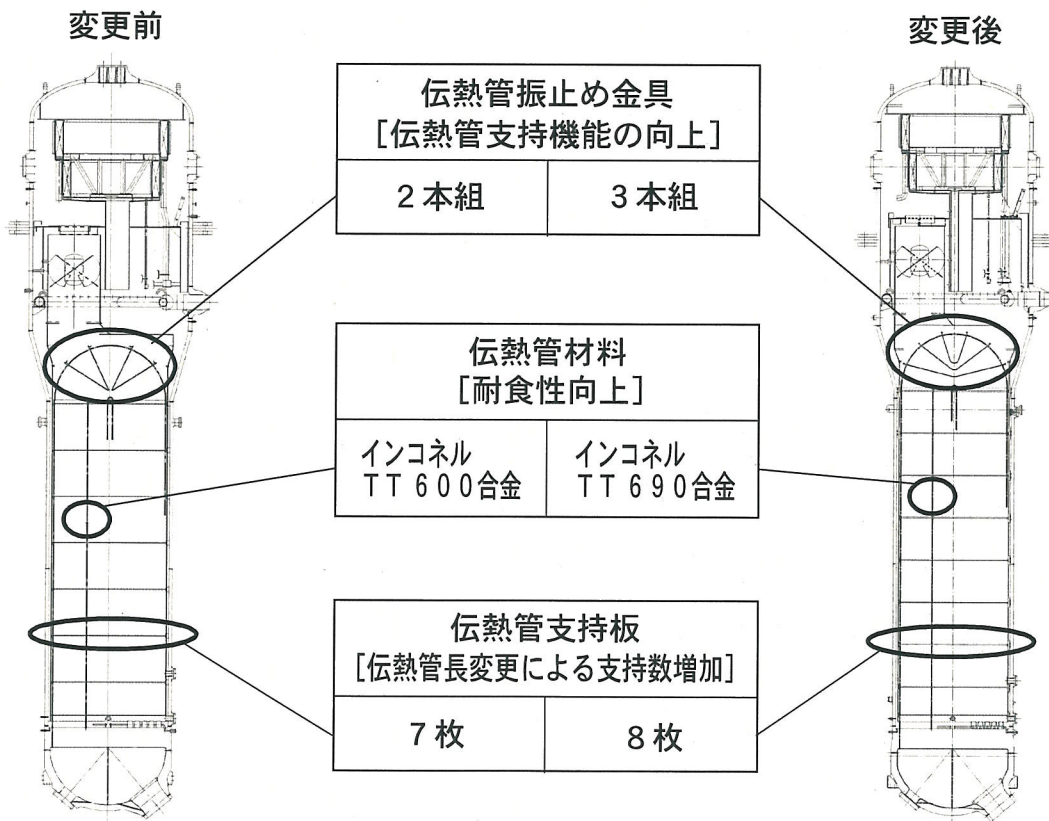 変更前
変更後
伝熱管振止め金具
[伝熱管支持機能の向上]
2本組
3本組
伝熱管材料
[耐食性向上]
インコネル
TT600合金
インコネル
TT690合金
伝熱管支持板
[伝熱管長変更による支持数増加]
7枚
8枚